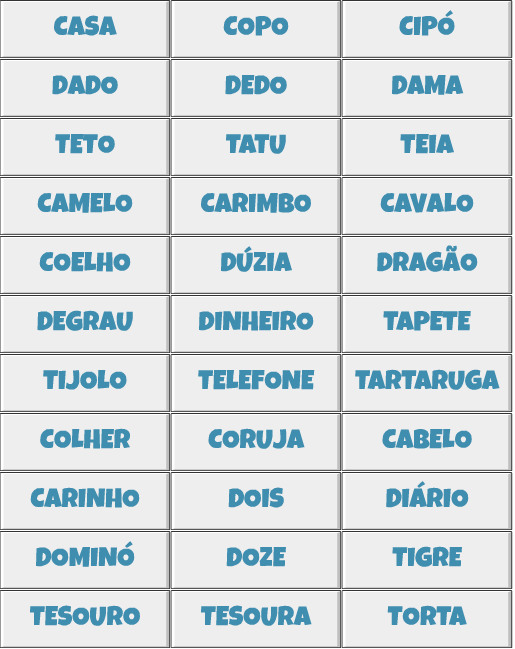 CASA COPO CIPÓ
DADO DEDO DAMA
TETO TATU TEIA
CAMELO CARIMBO CAVALO
COELHO DÚZIA DRAGÃO
DEGRAU DINHEIRO TAPETE
TIJOLO TELEFONE TARTARUGA
COLHER CORUJA CABELO
CARINHO DOIS DIÁRIO
DOMINÓ DOZE TIGRE
TESOURO TESOURA TORTA